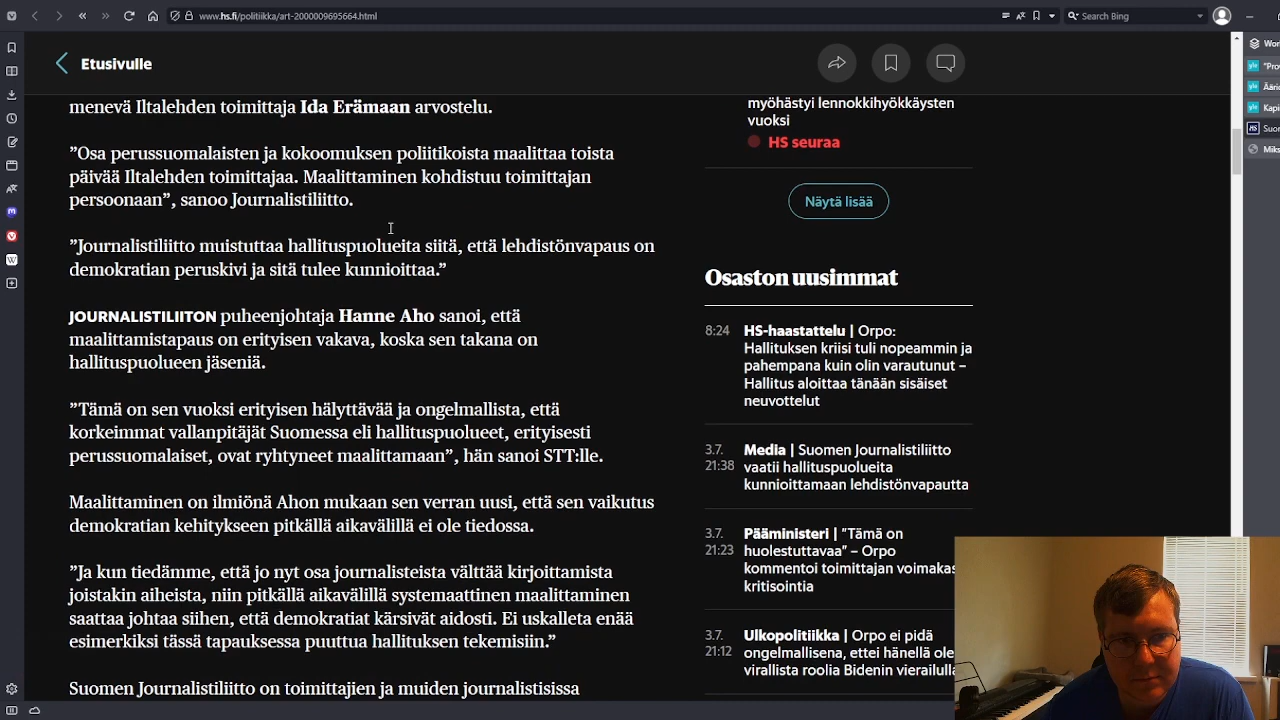 www.hs.fi/politiikka/art-2000009695664.html
Search Bing
Etusivulle
menevä Iltalehden toimittaja Ida Erämaan arvostelu.
”Osa perussuomalaisten ja kokoomuksen poliitikoista maalittaa toista
päivää Iltalehden toimittajaa. Maalittaminen kohdistuu toimittajan
persoonaan”, sanoo Journalistiliitto.
”Journalistiliitto muistuttaa hallituspuolueita siitä, että lehdistönvapaus on
demokratian peruskivi ja sitä tulee kunnioittaa.”
JOURNALISTILIITON puheenjohtaja Hanne Aho sanoi, että
maalittamistapaus on erityisen vakava, koska sen takana on
hallituspuolueen jäseniä.
”Tämä on sen vuoksi erityisen hälyttävää ja ongelmallista, että
korkeimmat vallanpitäjät Suomessa eli hallituspuolueet, erityisesti
perussuomalaiset, ovat ryhtyneet maalittamaan”, hän sanoi STT:lle.
Maalittaminen on ilmiönä Ahon mukaan sen verran uusi, että sen vaikutus
demokratian kehitykseen pitkällä aikavälillä ei ole tiedossa.
”Ja kun tiedämme, että jo nyt osa journalisteista välttää kirjoittamista
joistakin aiheista, niin pitkällä aikavälillä systemaattinen maalittaminen
saattaa johtaa siihen, että demokratiat kärsivät aidosti. Ei uskalleta enää
esimerkiksi tässä tapauksessa puuttua hallituksen tekemisiin.”
Suomen Journalistiliitto on toimittajien ja muiden journalistisissa
myöhästyi lennokkihyökkäysten
vuoksi
HS seuraa
Näytä lisää
Osaston uusimmat
8:24
HS-haastattelu | Orpo:
Hallituksen kriisi tuli nopeammin ja
pahempana kuin olin varautunut –
Hallitus aloittaa tänään sisäiset
neuvottelut
3.7.
21:38
Media | Suomen Journalistiliitto
vaatii hallituspuolueita
kunnioittamaan lehdistönvapautta
3.7.
21:23
Pääministeri | ”Tämä on
huolestuttavaa” – Orpo
kommentoi toimittajan voimakas
kritisointia
3.7.
21:12
Ulkopolitiikka | Orpo ei pidä
ongelmallisena, ettei hänellä ole
virallista roolia Bidenin vierailulla
Wor
yle "Prov
yle Ääric
yle Kapi
HS Suor
Miks